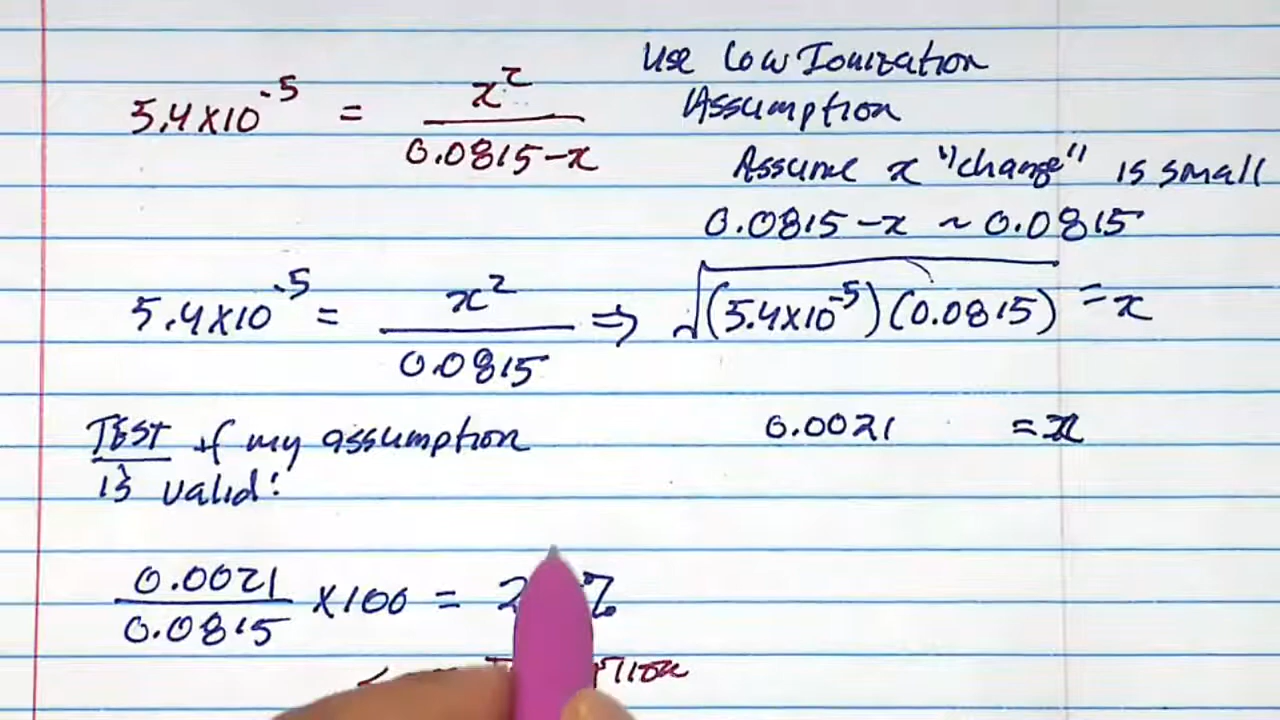 Use Low Ionization
Assumption
5.4x10^-5 = x^2 / 0.0815-x
Assume x "change" is small
0.0815-x ~ 0.0815
5.4x10^-5 = x^2 / 0.0815 ⇒ √(5.4x10^-5)(0.0815) = x
0.0021 = x
TEST if my assumption
is valid:
0.0021 / 0.0815 x100 = 2 %